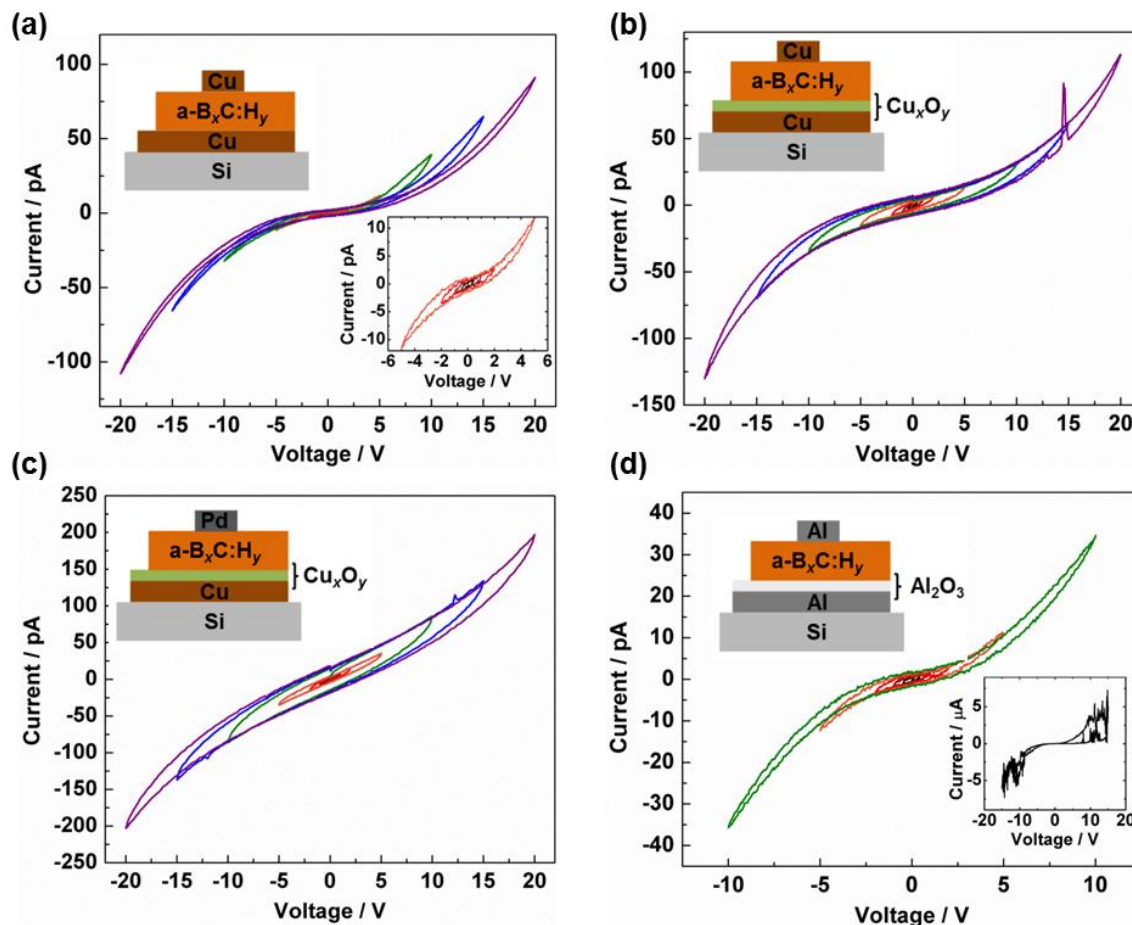 (a)
100
50
0
-50
-100
Current / pA
-20 -15 -10 -5 0 5 10 15 20
Voltage / V
Cu
a-BxC:Hy
Cu
Si
10
5
0
-5
-10
Current / pA
-6 -4 -2 0 2 4 6
Voltage / V
(b)
100
50
0
-50
-100
-150
Current / pA
-20 -15 -10 -5 0 5 10 15 20
Voltage / V
Cu
a-BxC:Hy
CuxOy
Cu
Si
(c)
250
200
150
100
50
0
-50
-100
-150
-200
-250
Current / pA
-20 -15 -10 -5 0 5 10 15 20
Voltage / V
Pd
a-BxC:Hy
CuxOy
Cu
Si
(d)
40
30
20
10
0
-10
-20
-30
-40
Current / pA
-10 -5 0 5 10
Voltage / V
Al
a-BxC:Hy
Al2O3
Al
Si
5
0
-5
Current / μA
-20 -10 0 10 20
Voltage / V